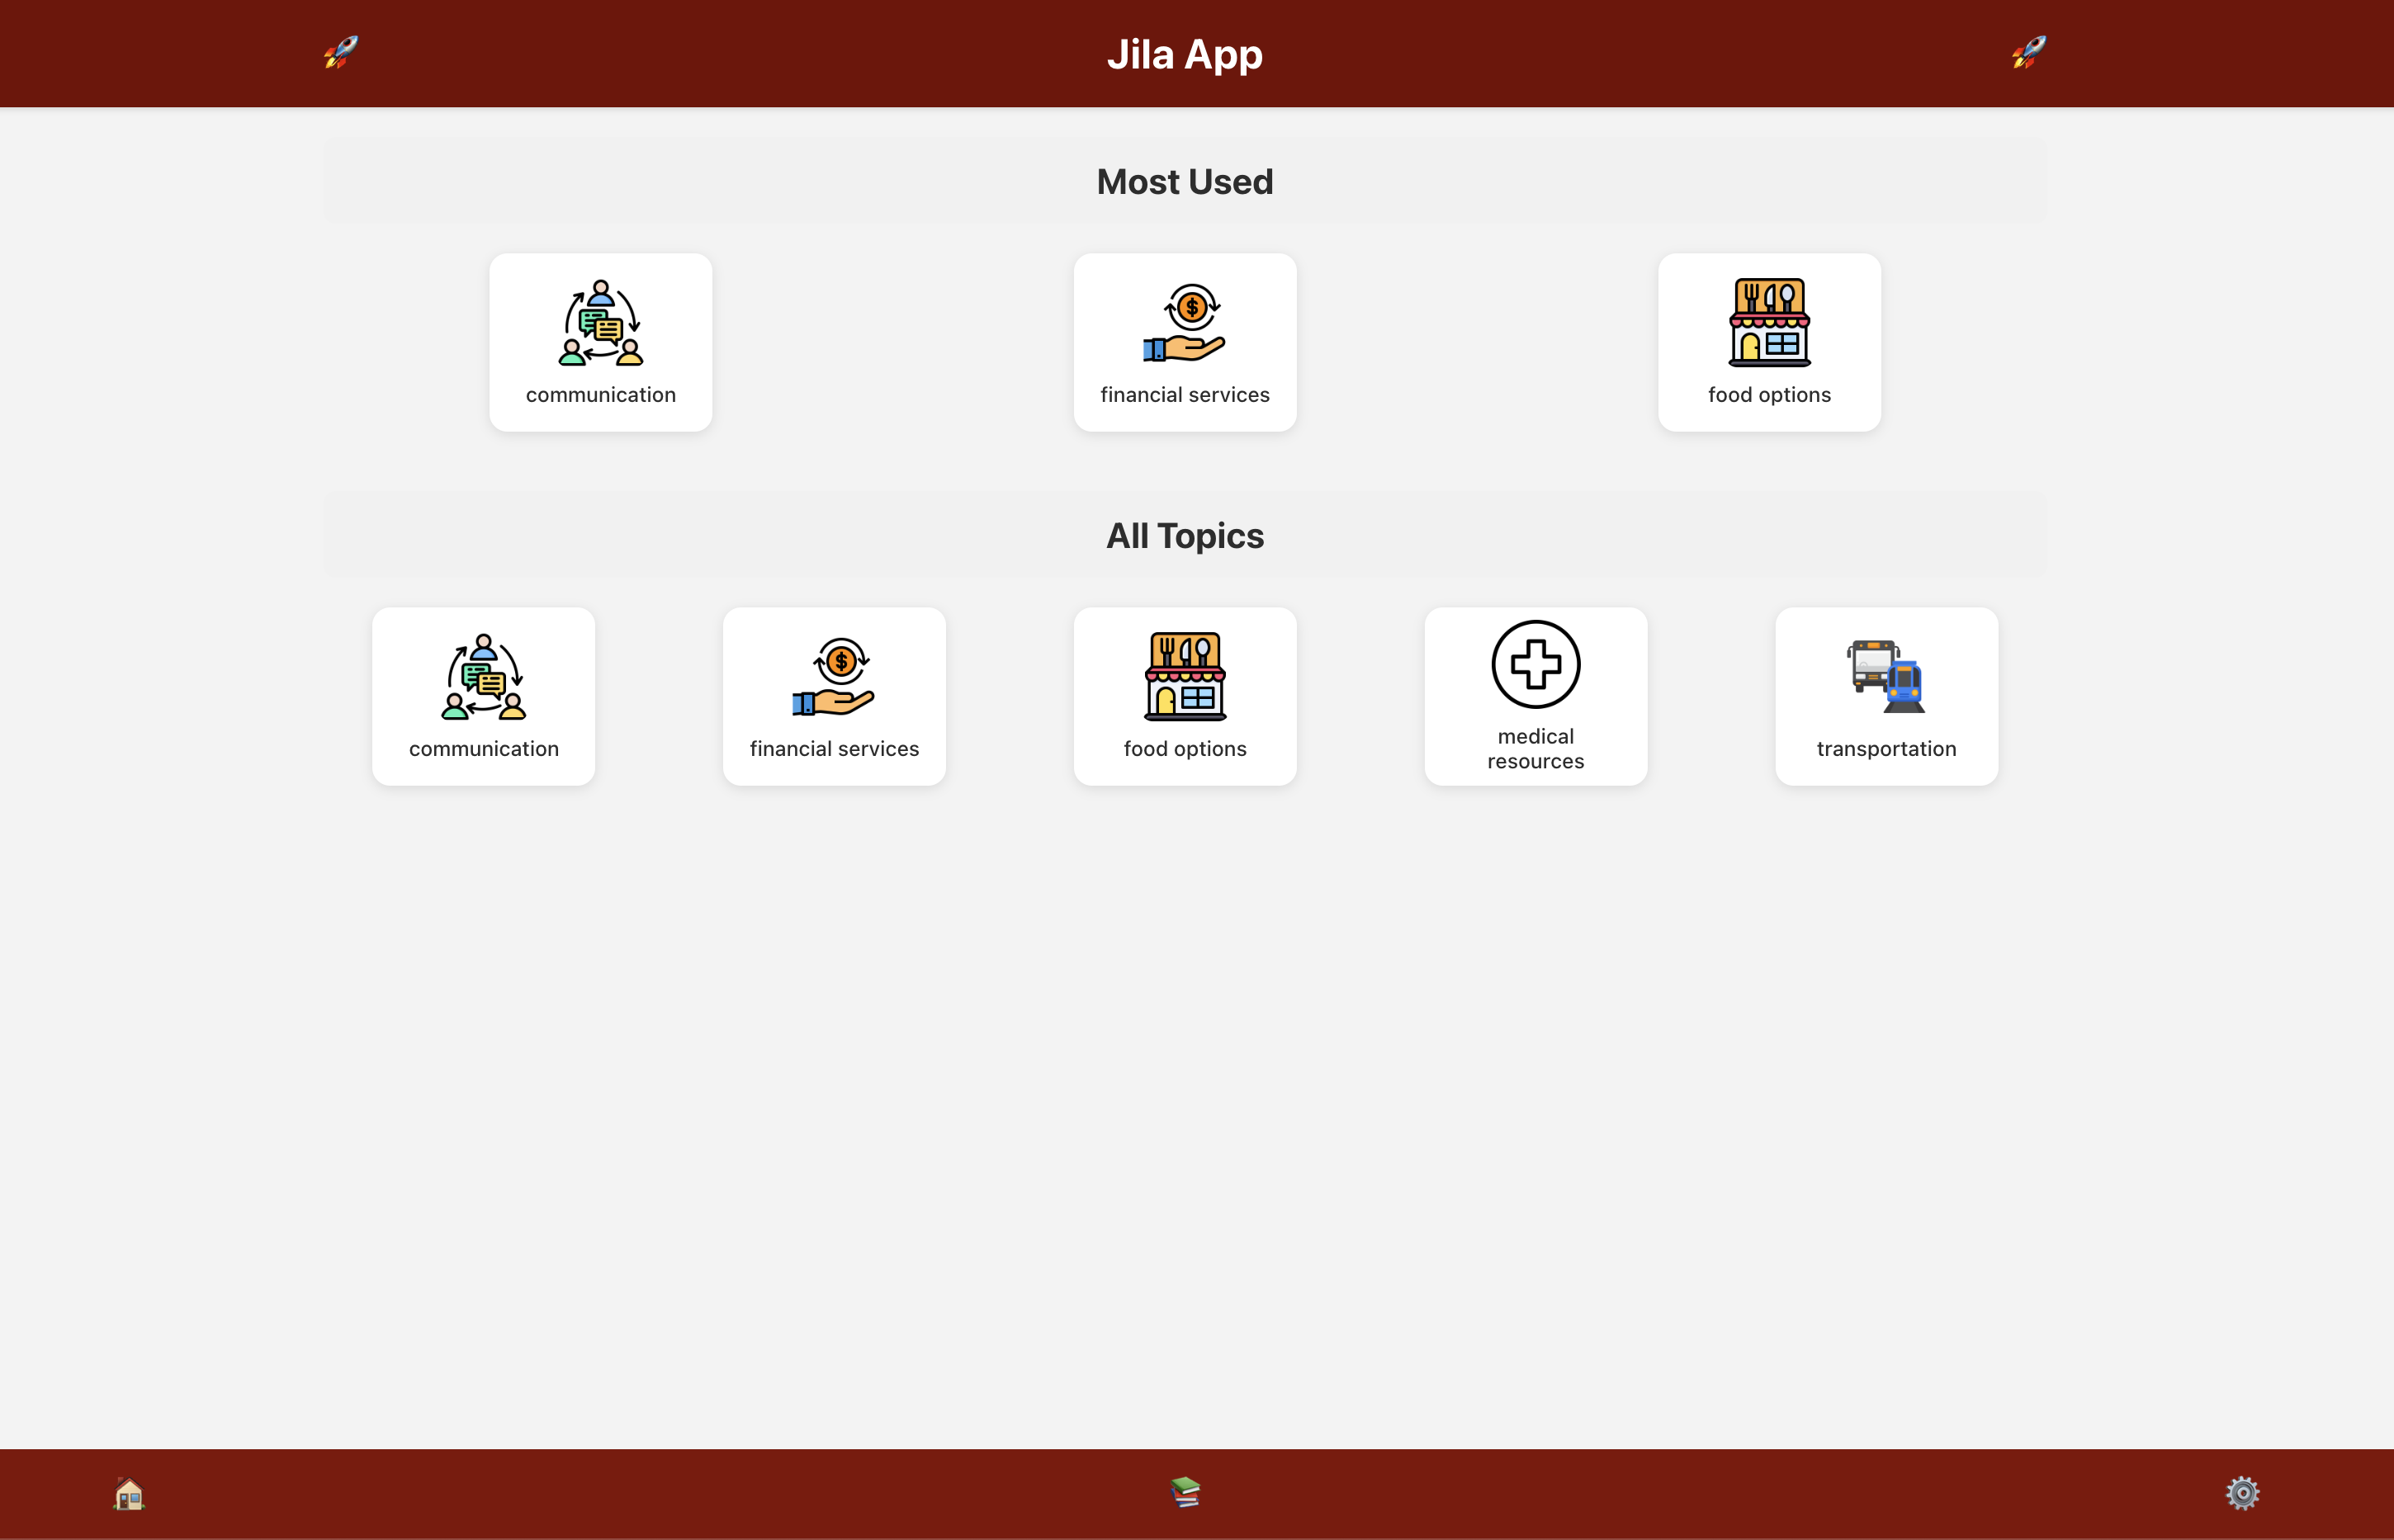 Jila App
Most Used
communication
financial services
food options
All Topics
communication
financial services
food options
medical
resources
transportation